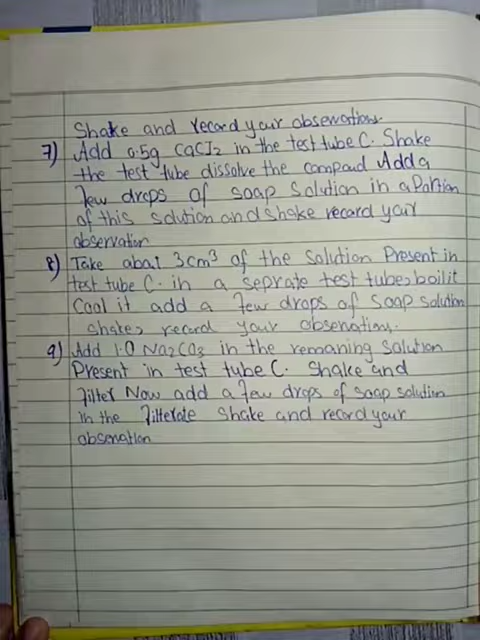 Shake and record your observations.
7) Add 0.5g CaCl2 in the test tube C. Shake
the test tube dissolve the compoud Add a
few drops of soap solution in a Portion
of this solution and shake record your
observation
8) Take abat 3cm³ of the solution Present in
test tube C. in a seprate test tube, boil it
Cool it add a few drops of soap solution
shake, record your observations.
9) Add 1.0 Na2CO3 in the remaning solution
Present in test tube C. Shake and
filter Now add a few drops of soap solution
in the filterate shake and record your
observation